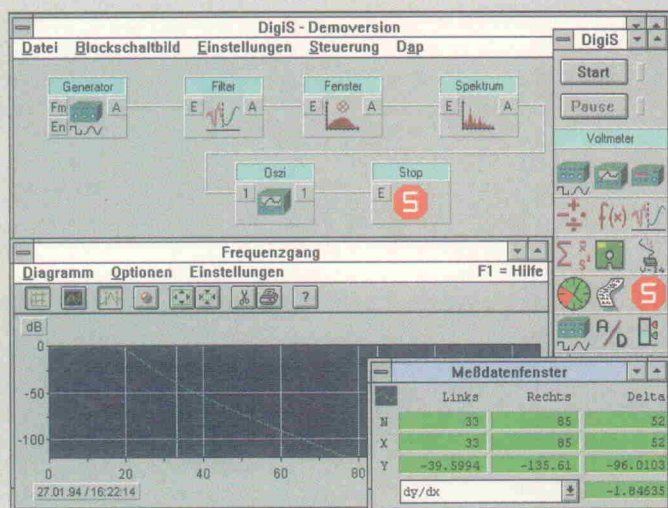 DigiS - Demoversion
Datei Blockschaltbild Einstellungen Steuerung Dap
Generator
Fm
En
A
Filter
E A
Fenster
E A
Spektrum
E A
Oszi
1 1
Stop
E S
DigiS
Start
Pause
Voltmeter
f(x)
Σ x s²
V-24
S
A/D
Frequenzgang
Diagramm Optionen Einstellungen F1 = Hilfe
?
dB
0
-50
-100
0 20 40 60 80
27.01.94 / 16:22:14
Meßdatenfenster
Links Rechts Delta
N 33 85 52
X 33 85 52
Y -39.5994 -135.61 -96.0103
dy/dx -1.84635